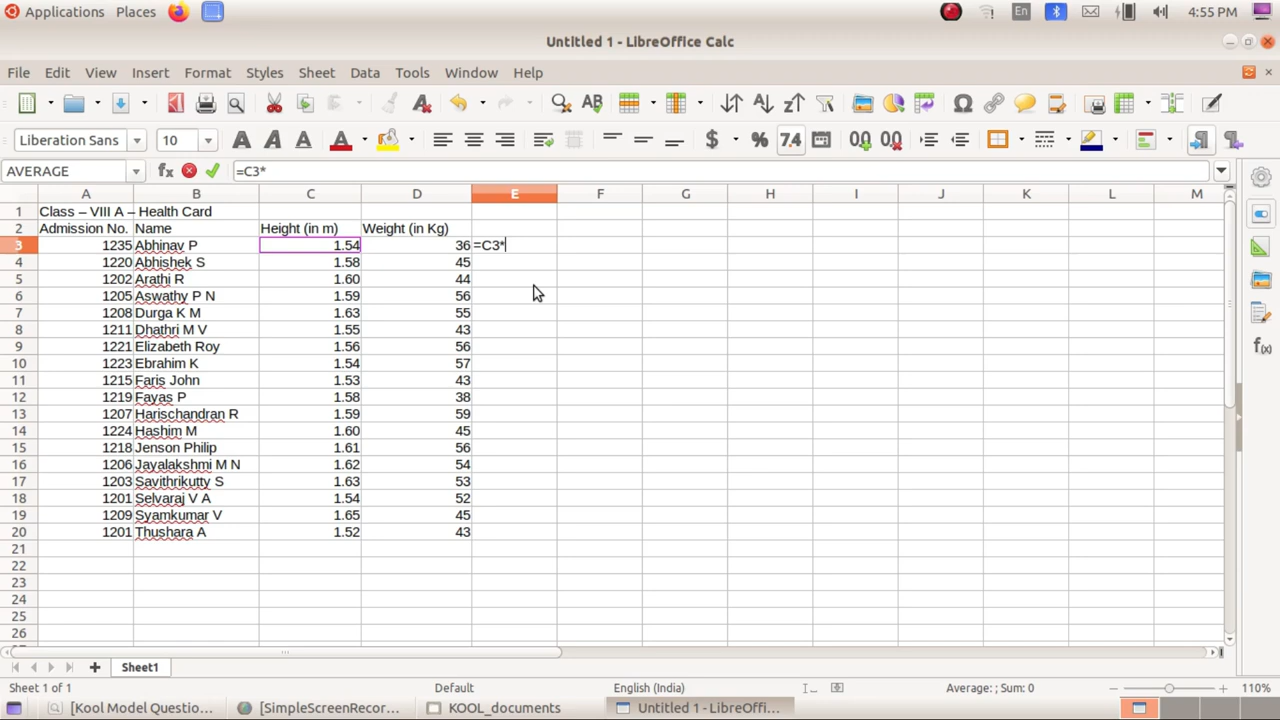 Applications Places En 4:55 PM
Untitled 1 - LibreOffice Calc
File Edit View Insert Format Styles Sheet Data Tools Window Help
Liberation Sans 10 A A A A $ % 7.4
AVERAGE =C3*
A B C D E F G H I J K L M
1 Class – VIII A – Health Card
2 Admission No. Name Height (in m) Weight (in Kg)
3 1235 Abhinav P 1.54 36 =C3*
4 1220 Abhishek S 1.58 45
5 1202 Arathi R 1.60 44
6 1205 Aswathy P N 1.59 56
7 1208 Durga K M 1.63 55
8 1211 Dhathri M V 1.55 43
9 1221 Elizabeth Roy 1.56 56
10 1223 Ebrahim K 1.54 57
11 1215 Faris John 1.53 43
12 1219 Fayas P 1.58 38
13 1207 Harischandran R 1.59 59
14 1224 Hashim M 1.60 45
15 1218 Jenson Philip 1.61 56
16 1206 Jayalakshmi M N 1.62 54
17 1203 Savithrikutty S 1.63 53
18 1201 Selvaraj V A 1.54 52
19 1209 Syamkumar V 1.65 45
20 1201 Thushara A 1.52 43
21
22
23
24
25
26
Sheet1
Sheet 1 of 1 Default English (India) Average: ; Sum: 0 110%
[Kool Model Questio... [SimpleScreenRecor... KOOL_documents Untitled 1 - LibreOffi...